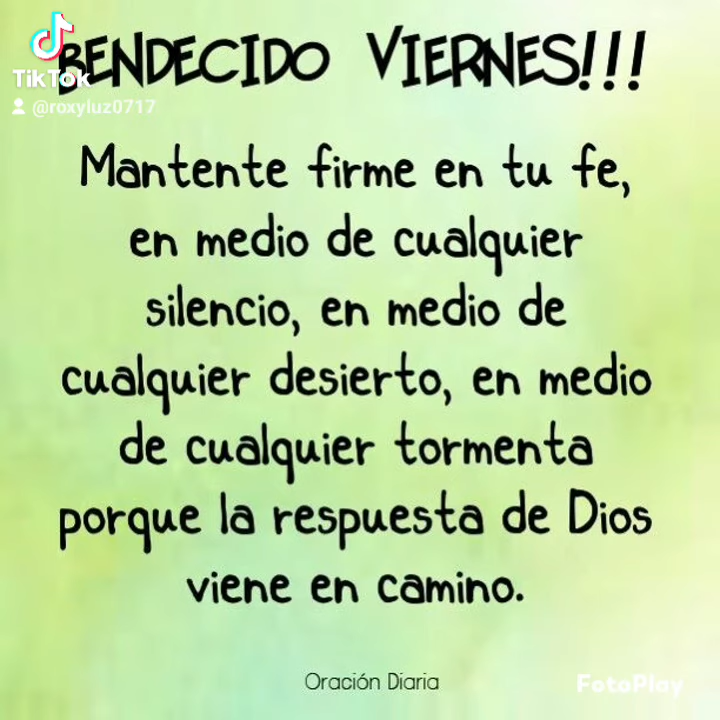 BENDECIDO VIERNES!!!
TikTok
@roxyluz0717
Mantente firme en tu fe,
en medio de cualquier
silencio, en medio de
cualquier desierto, en medio
de cualquier tormenta
porque la respuesta de Dios
viene en camino.
Oración Diaria
FotoPlay